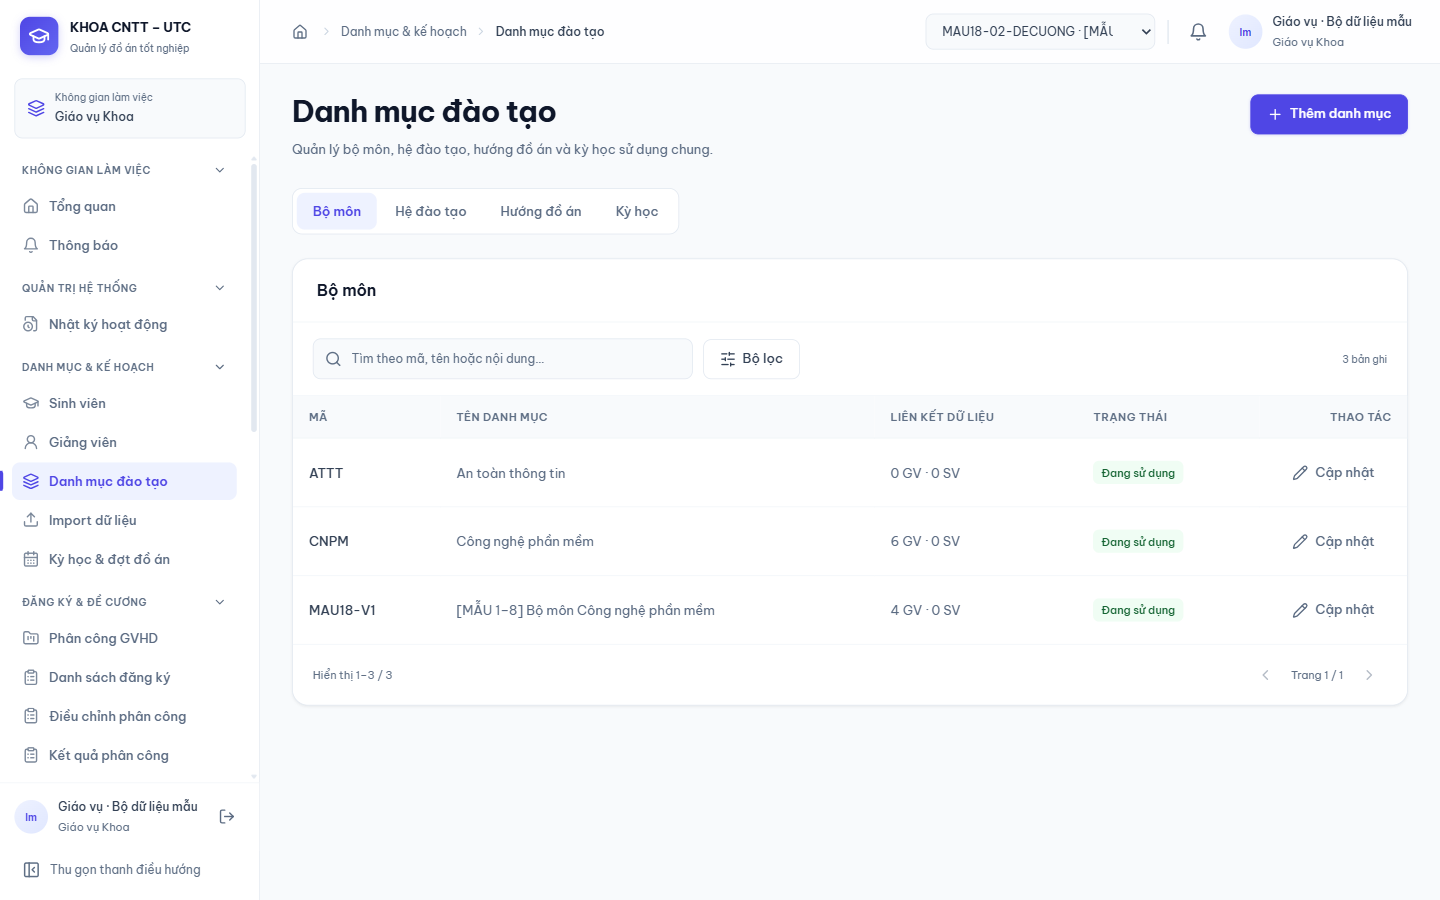 KHOA CNTT – UTC
Quản lý đồ án tốt nghiệp
Không gian làm việc
Giáo vụ Khoa
KHÔNG GIAN LÀM VIỆC
Tổng quan
Thông báo
QUẢN TRỊ HỆ THỐNG
Nhật ký hoạt động
DANH MỤC & KẾ HOẠCH
Sinh viên
Giảng viên
Danh mục đào tạo
Import dữ liệu
Kỳ học & đợt đồ án
ĐĂNG KÝ & ĐỀ CƯƠNG
Phân công GVHD
Danh sách đăng ký
Điều chỉnh phân công
Kết quả phân công
lm
Giáo vụ · Bộ dữ liệu mẫu
Giáo vụ Khoa
Thu gọn thanh điều hướng
Danh mục & kế hoạch
Danh mục đào tạo
MAU18-02-DECUONG · [MẪU
lm
Giáo vụ · Bộ dữ liệu mẫu
Giáo vụ Khoa
Danh mục đào tạo
Quản lý bộ môn, hệ đào tạo, hướng đồ án và kỳ học sử dụng chung.
Thêm danh mục
Bộ môn
Hệ đào tạo
Hướng đồ án
Kỳ học
Bộ môn
Tìm theo mã, tên hoặc nội dung...
Bộ lọc
3 bản ghi
MÃ TÊN DANH MỤC LIÊN KẾT DỮ LIỆU TRẠNG THÁI THAO TÁC
ATTT An toàn thông tin 0 GV · 0 SV Đang sử dụng Cập nhật
CNPM Công nghệ phần mềm 6 GV · 0 SV Đang sử dụng Cập nhật
MAU18-V1 [MẪU 1–8] Bộ môn Công nghệ phần mềm 4 GV · 0 SV Đang sử dụng Cập nhật
Hiển thị 1–3 / 3
Trang 1 / 1